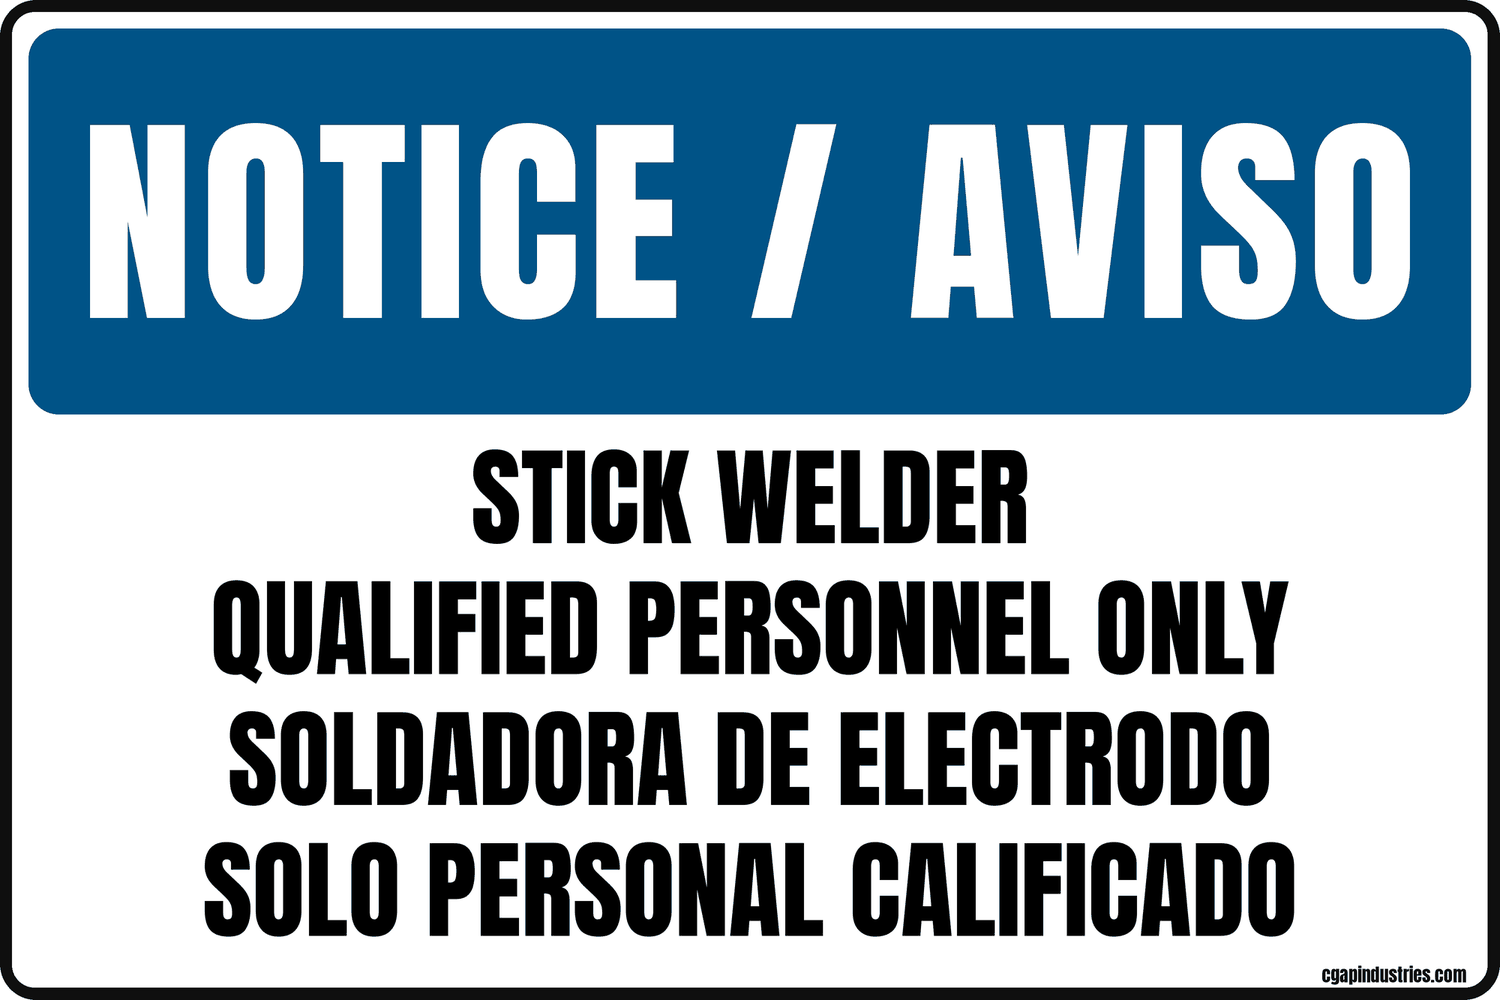 NOTICE / AVISO
STICK WELDER
QUALIFIED PERSONNEL ONLY
SOLDADORA DE ELECTRODO
SOLO PERSONAL CALIFICADO
cgapindustries.com